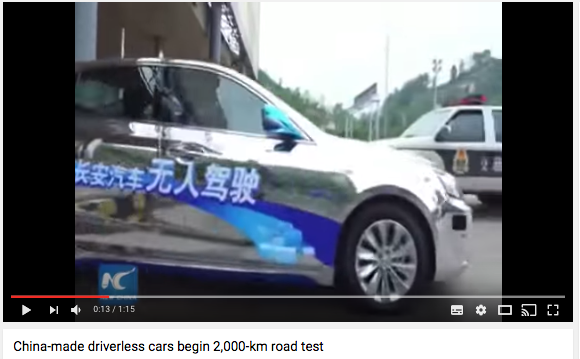 长安汽车无人驾驶
NC
0:13 / 1:15
China-made driverless cars begin 2,000-km road test